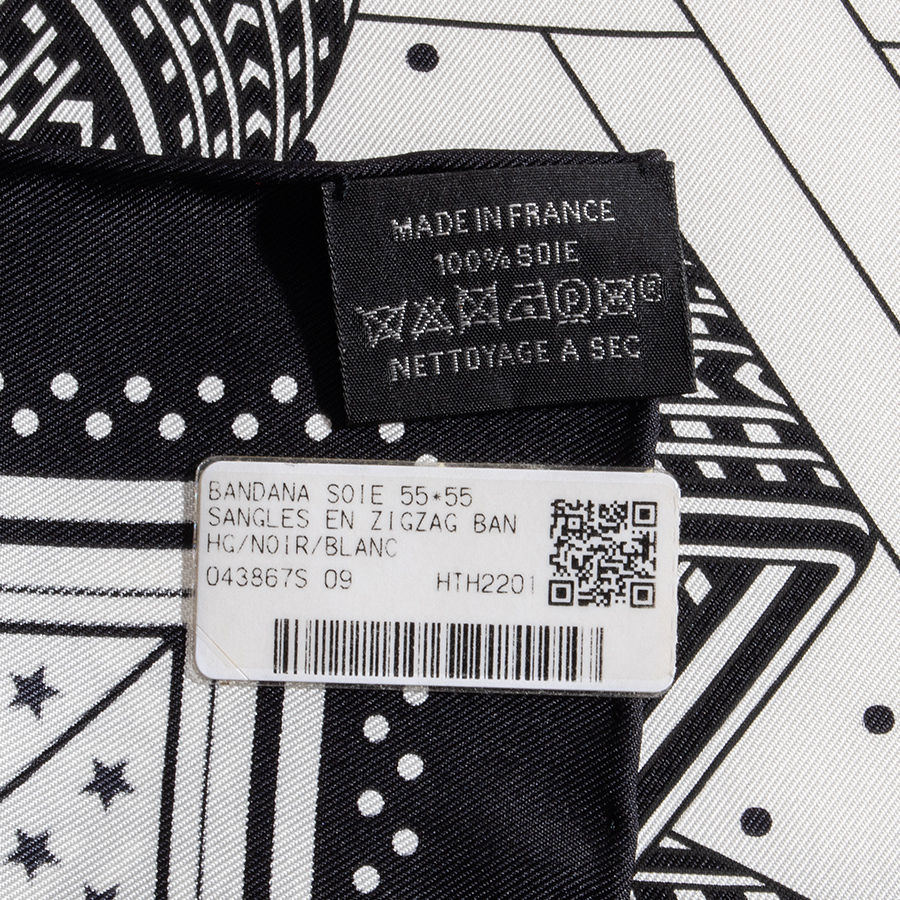 MADE IN FRANCE
100% SOIE
NETTOYAGE A SEC
BANDANA SOIE 55*55
SANGLES EN ZIGZAG BAN
HG/NOIR/BLANC
043867S 09 HTH2201